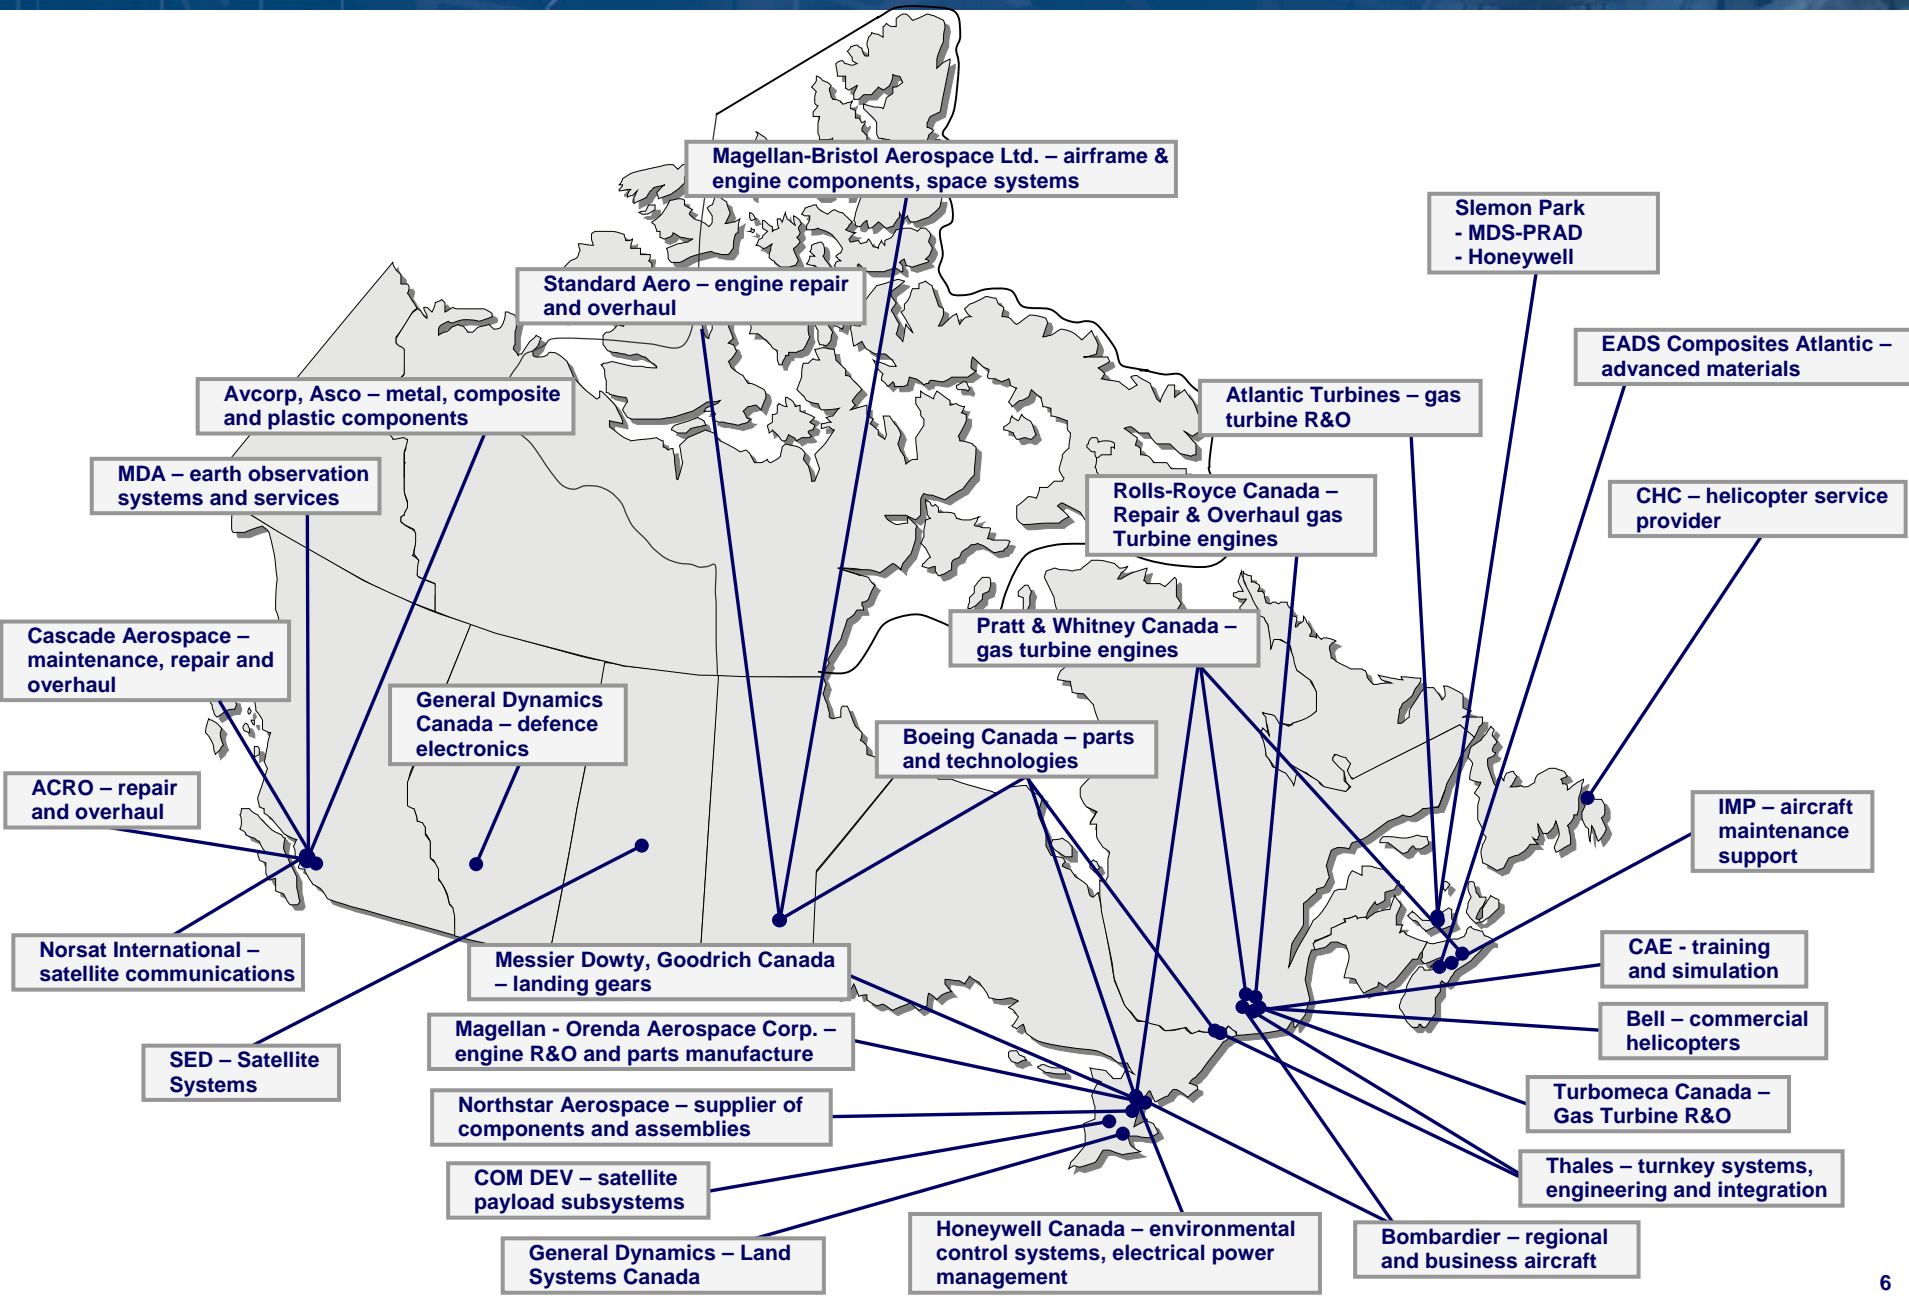 Magellan-Bristol Aerospace Ltd. – airframe &
engine components, space systems
Slemon Park
- MDS-PRAD
- Honeywell
Standard Aero – engine repair
and overhaul
EADS Composites Atlantic –
advanced materials
Avcorp, Asco – metal, composite
and plastic components
Atlantic Turbines – gas
turbine R&O
MDA – earth observation
systems and services
Rolls-Royce Canada –
Repair & Overhaul gas
Turbine engines
CHC – helicopter service
provider
Cascade Aerospace –
maintenance, repair and
overhaul
Pratt & Whitney Canada –
gas turbine engines
General Dynamics
Canada – defence
electronics
Boeing Canada – parts
and technologies
ACRO – repair
and overhaul
IMP – aircraft
maintenance
support
Norsat International –
satellite communications
Messier Dowty, Goodrich Canada
– landing gears
CAE - training
and simulation
Magellan - Orenda Aerospace Corp. –
engine R&O and parts manufacture
Bell – commercial
helicopters
SED – Satellite
Systems
Northstar Aerospace – supplier of
components and assemblies
Turbomeca Canada –
Gas Turbine R&O
COM DEV – satellite
payload subsystems
Thales – turnkey systems,
engineering and integration
General Dynamics – Land
Systems Canada
Honeywell Canada – environmental
control systems, electrical power
management
Bombardier – regional
and business aircraft
6